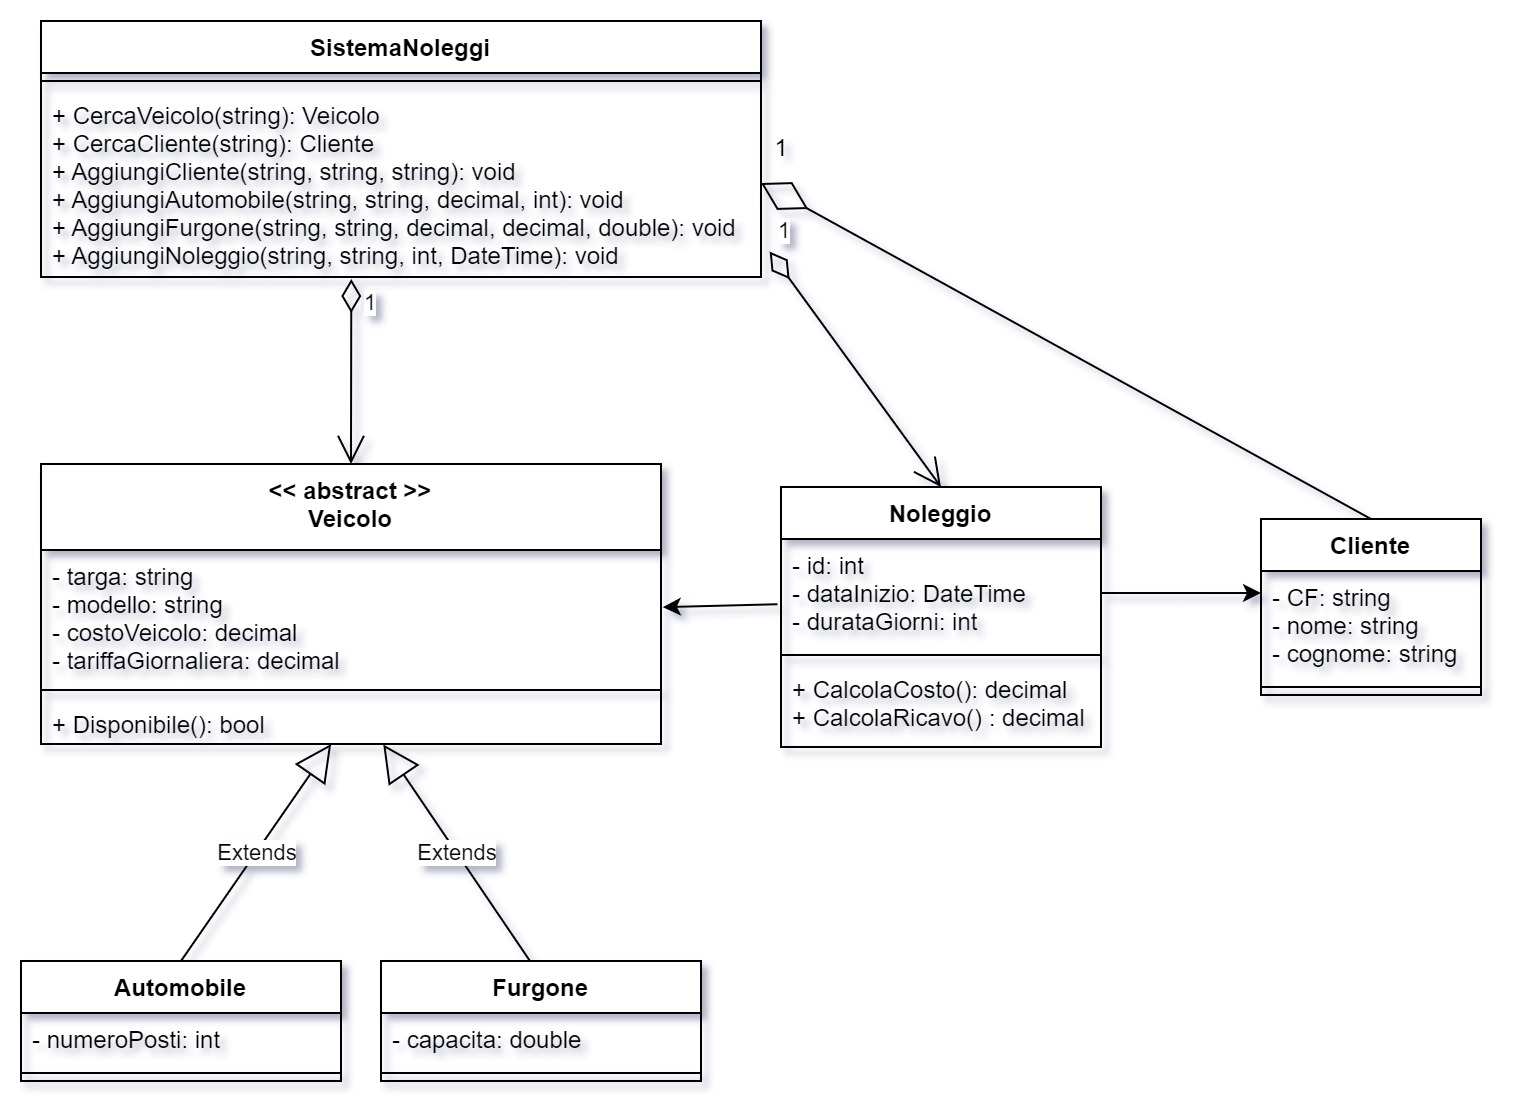 SistemaNoleggi
+ CercaVeicolo(string): Veicolo
+ CercaCliente(string): Cliente
+ AggiungiCliente(string, string, string): void
+ AggiungiAutomobile(string, string, decimal, int): void
+ AggiungiFurgone(string, string, decimal, decimal, double): void
+ AggiungiNoleggio(string, string, int, DateTime): void
1
1
1
<< abstract >>
Veicolo
- targa: string
- modello: string
- costoVeicolo: decimal
- tariffaGiornaliera: decimal
+ Disponibile(): bool
Noleggio
- id: int
- dataInizio: DateTime
- durataGiorni: int
+ CalcolaCosto(): decimal
+ CalcolaRicavo() : decimal
Cliente
- CF: string
- nome: string
- cognome: string
Extends
Extends
Automobile
- numeroPosti: int
Furgone
- capacita: double